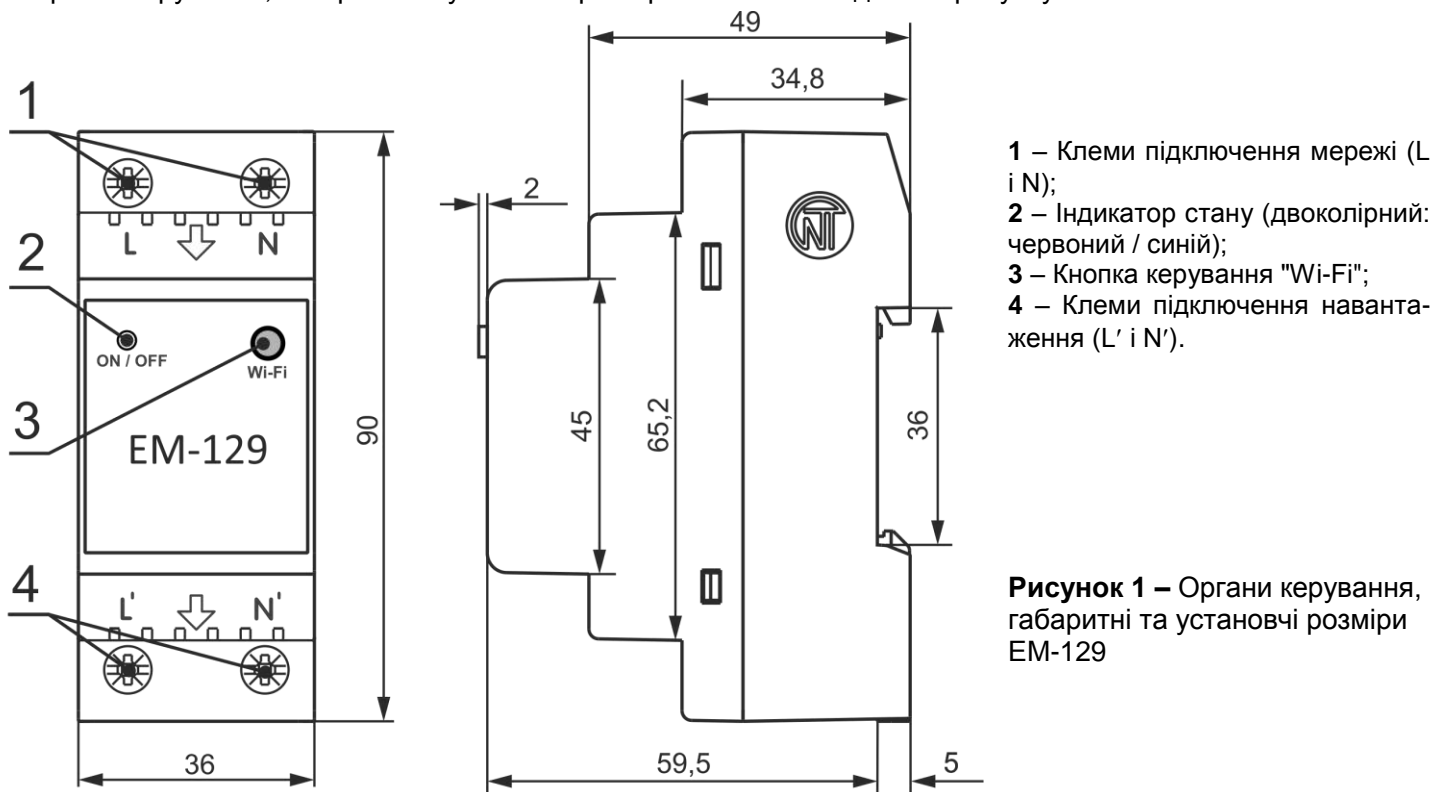 49
34,8
1
2
L N
2
ON / OFF
Wi-Fi
3
EM-129
90
45
65,2
36
4
L' N'
36
59,5
5
1 – Клеми підключення мережі (L
і N);
2 – Індикатор стану (двоколірний:
червоний / синій);
3 – Кнопка керування "Wi-Fi";
4 – Клеми підключення наванта-
ження (L′ і N′).
Рисунок 1 – Органи керування,
габаритні та установчі розміри
EM-129